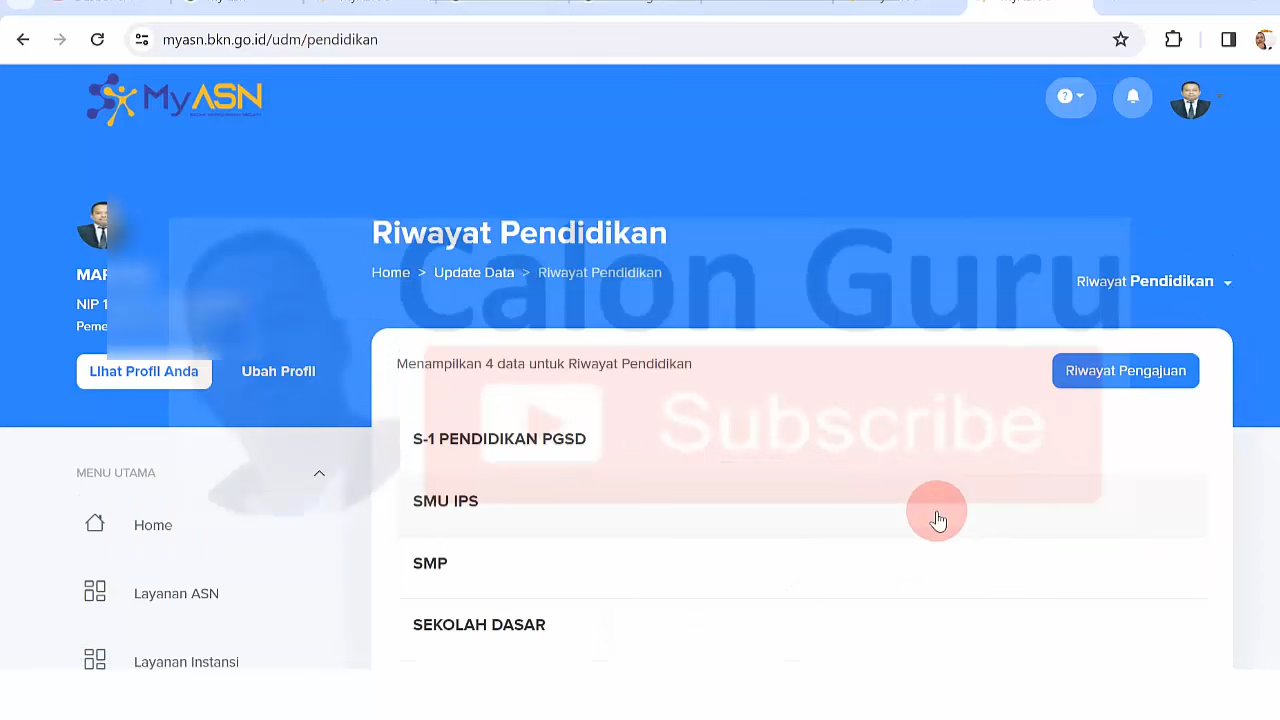 myasn.bkn.go.id/udm/pendidikan
MyASN
Riwayat Pendidikan
Home > Update Data > Riwayat Pendidikan
Riwayat Pendidikan
Calon Guru
Subscribe
NIP 1
Lihat Profil Anda
Ubah Profil
Menampilkan 4 data untuk Riwayat Pendidikan
Riwayat Pengajuan
S-1 PENDIDIKAN PGSD
SMU IPS
SMP
SEKOLAH DASAR
MENU UTAMA
Home
Layanan ASN
Layanan Instansi